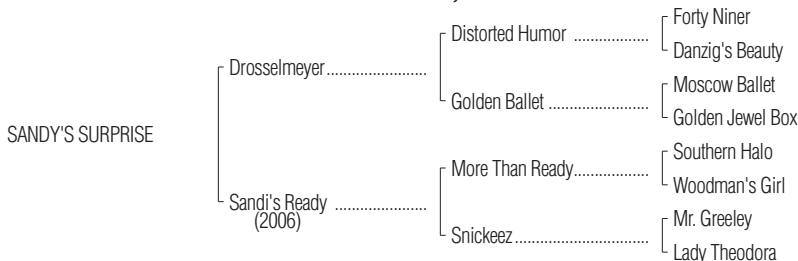 Forty Niner
Distorted Humor ..................
Danzig's Beauty
Drosselmeyer........................
Moscow Ballet
Golden Ballet ........................
Golden Jewel Box
SANDY'S SURPRISE
Southern Halo
More Than Ready..................
Woodman's Girl
Sandi's Ready ......................
(2006)
Mr. Greeley
Snickeez................................
Lady Theodora